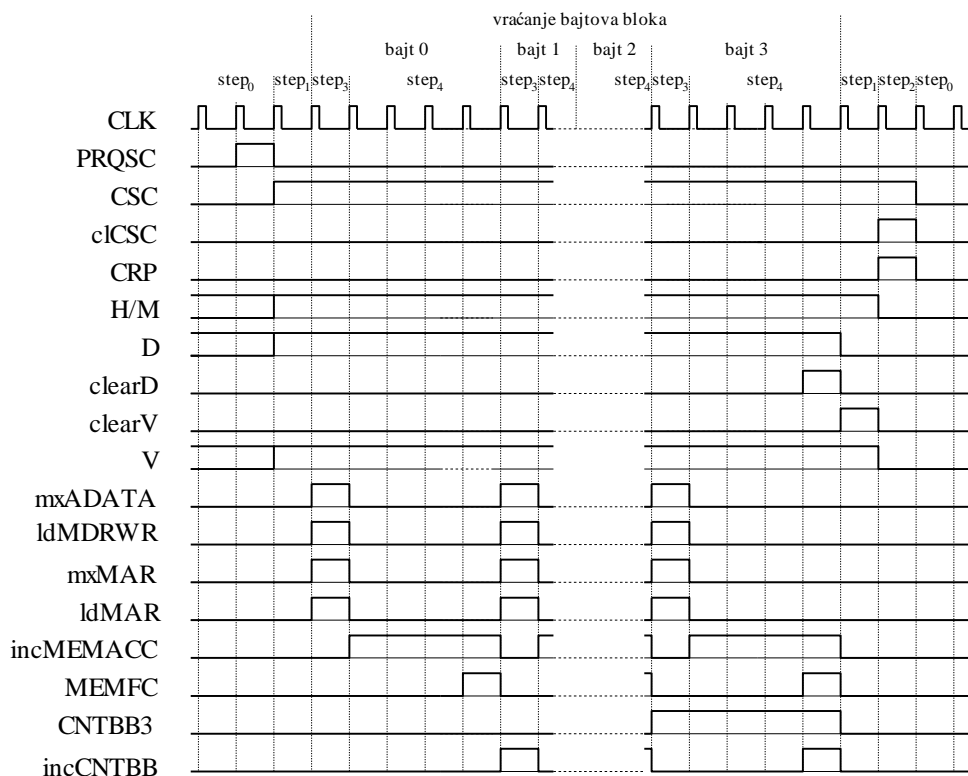 vraćanje bajtova bloka
bajt 0 bajt 1 bajt 2 bajt 3
step₀ step₁ step₃ step₄ step₃ step₄ step₄ step₃ step₄ step₁ step₂ step₀
CLK
PRQSC
CSC
clCSC
CRP
H/M
D
clearD
clearV
V
mxADATA
ldMDRWR
mxMAR
ldMAR
incMEMACC
MEMFC
CNTBB3
incCNTBB